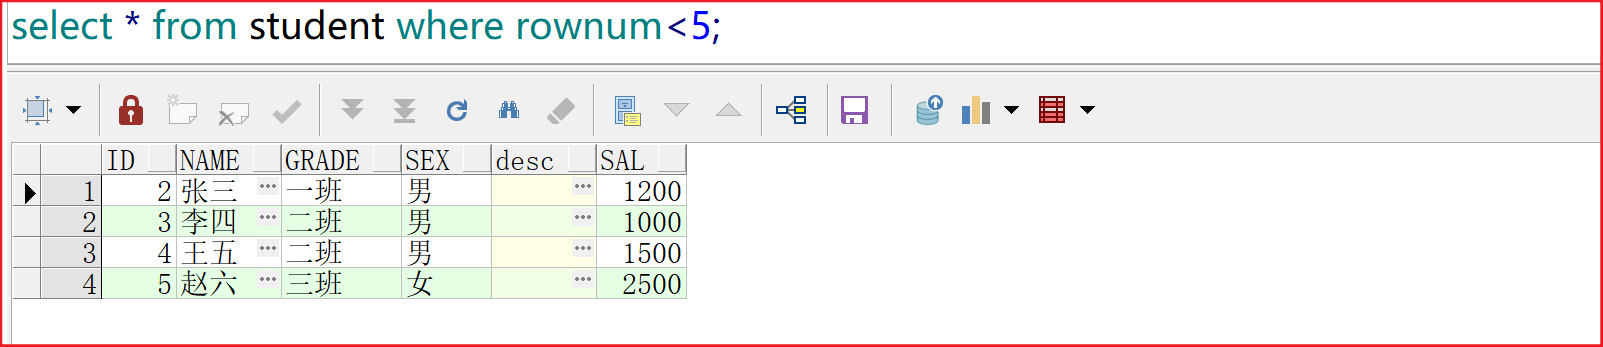 select * from student where rownum<5;
ID NAME GRADE SEX desc SAL
1 2 张三 ... 一班 男 ... 1200
2 3 李四 ... 二班 男 ... 1000
3 4 王五 ... 二班 男 ... 1500
4 5 赵六 ... 三班 女 ... 2500